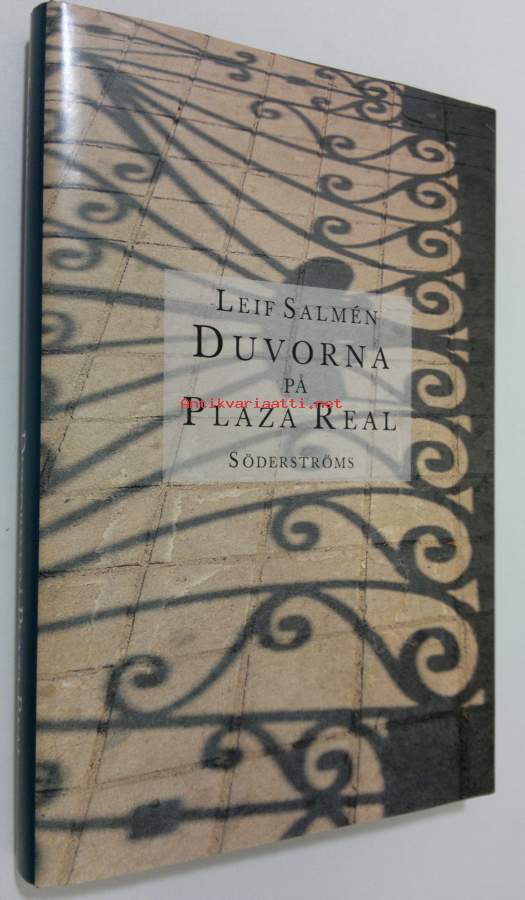 LEIF SALMÉN
DUVORNA
PÅ
Antikvariaatti.net
PLAZA REAL
SÖDERSTRÖMS